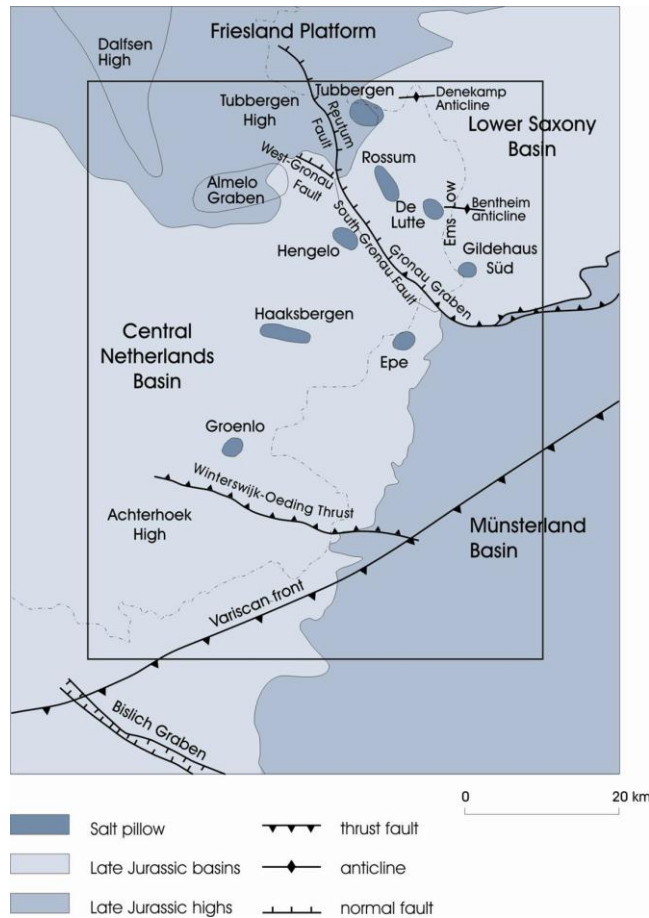 Friesland Platform
Dalfsen
High
Tubbergen
Denekamp
Anticline
Tubbergen
High
Reutum
Fault
Lower Saxony
Basin
Rossum
West-Gronau
Fault
Almelo
Graben
De
Lutte
Ems Low
Bentheim
anticline
South Gronau Fault
Gronau Graben
Hengelo
Gildehaus
Süd
Haaksbergen
Central
Netherlands
Basin
Epe
Groenlo
Winterswijk-Oeding Thrust
Achterhoek
High
Münsterland
Basin
Variscan front
Bislich Graben
0 20 km
Salt pillow
thrust fault
Late Jurassic basins
anticline
Late Jurassic highs
normal fault